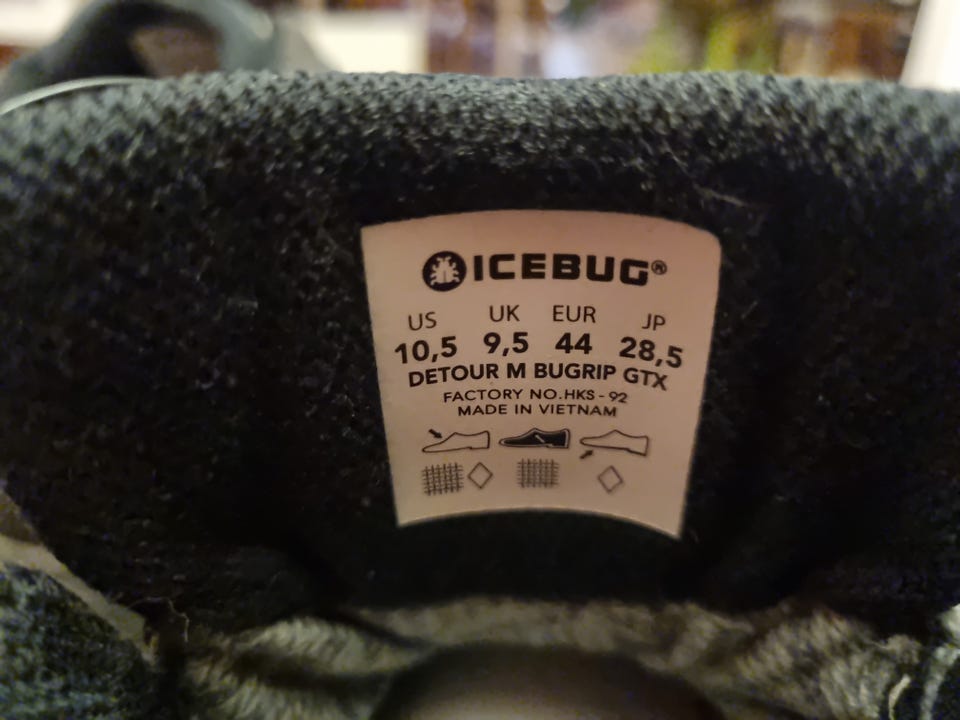 ICEBUG®
US UK EUR JP
10,5 9,5 44 28,5
DETOUR M BUGRIP GTX
FACTORY NO.HKS-92
MADE IN VIETNAM